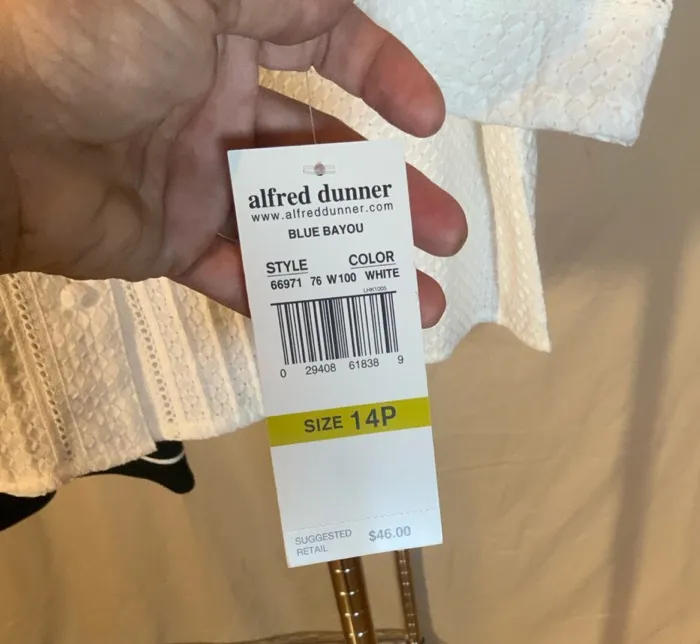 alfred dunner
www.alfreddunner.com
BLUE BAYOU
STYLE COLOR
66971 76 W100 WHITE
LHK1005
0 29408 61838 9
SIZE 14P
SUGGESTED RETAIL $46.00